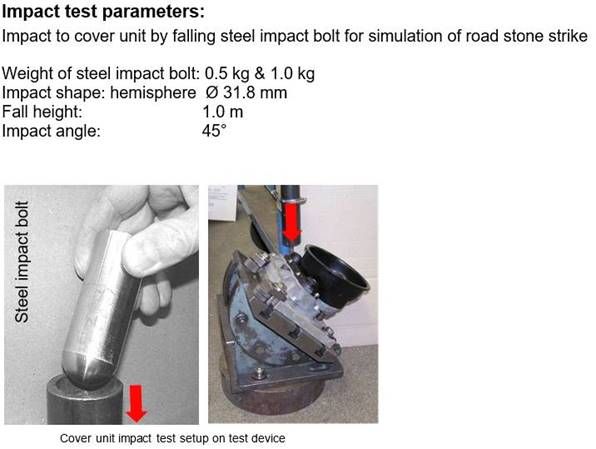 Impact test parameters:
Impact to cover unit by falling steel impact bolt for simulation of road stone strike
Weight of steel impact bolt: 0.5 kg & 1.0 kg
Impact shape: hemisphere Ø 31.8 mm
Fall height: 1.0 m
Impact angle: 45°
Steel impact bolt
Cover unit impact test setup on test device